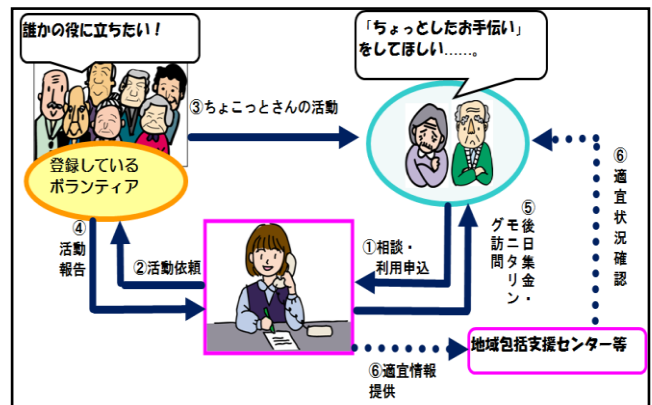 誰かの役に立ちたい！
「ちょっとしたお手伝い」
をしてほしい……。
③ちょこっとさんの活動
登録している
ボランティア
④活動報告
②活動依頼
①相談・
利用申込
⑤後日集金・
モニタリン
グ訪問
⑥適宜状況確認
地域包括支援センター等
⑥適宜情報
提供